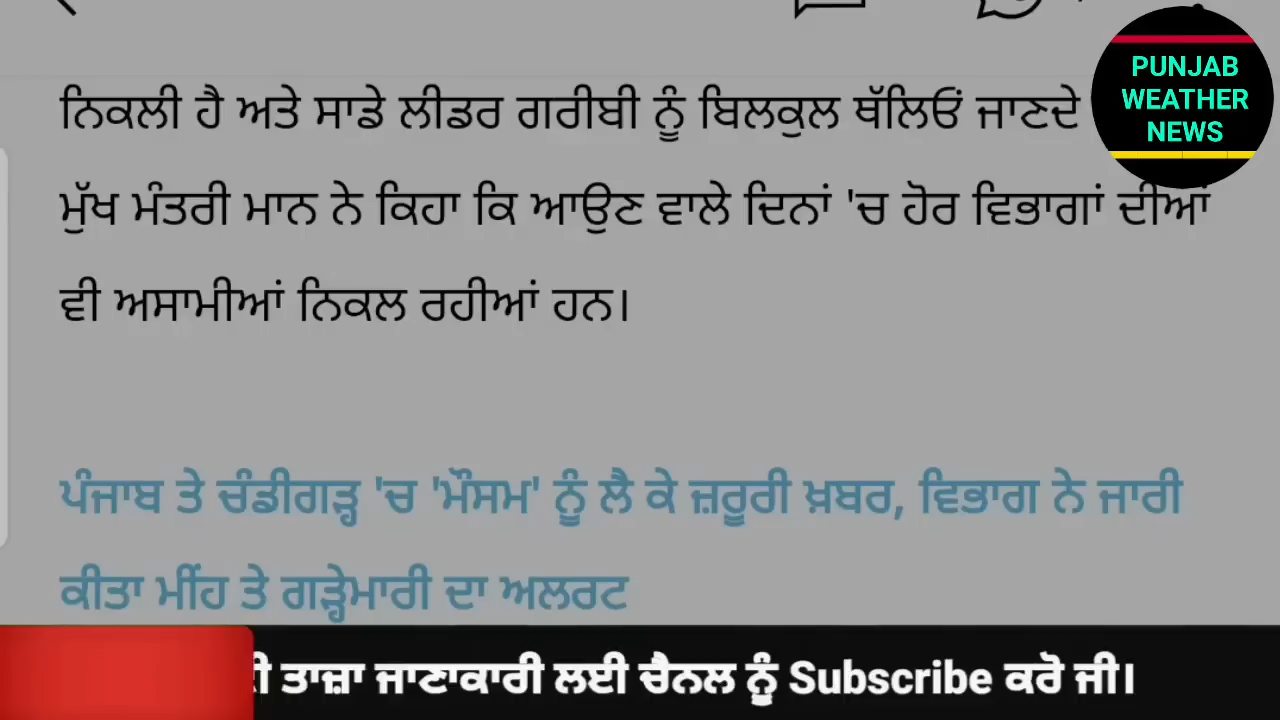 ਨਿਕਲੀ ਹੈ ਅਤੇ ਸਾਡੇ ਲੀਡਰ ਗਰੀਬੀ ਨੂੰ ਬਿਲਕੁਲ ਥੱਲਿਓਂ ਜਾਣਦੇ
PUNJAB
WEATHER
NEWS
ਮੁੱਖ ਮੰਤਰੀ ਮਾਨ ਨੇ ਕਿਹਾ ਕਿ ਆਉਣ ਵਾਲੇ ਦਿਨਾਂ 'ਚ ਹੋਰ ਵਿਭਾਗਾਂ ਦੀਆਂ
ਵੀ ਅਸਾਮੀਆਂ ਨਿਕਲ ਰਹੀਆਂ ਹਨ।
ਪੰਜਾਬ ਤੇ ਚੰਡੀਗੜ੍ਹ 'ਚ 'ਮੌਸਮ' ਨੂੰ ਲੈ ਕੇ ਜ਼ਰੂਰੀ ਖ਼ਬਰ, ਵਿਭਾਗ ਨੇ ਜਾਰੀ
ਕੀਤਾ ਮੀਂਹ ਤੇ ਗੜ੍ਹੇਮਾਰੀ ਦਾ ਅਲਰਟ
ਤਾਜ਼ਾ ਜਾਣਾਕਾਰੀ ਲਈ ਚੈਨਲ ਨੂੰ Subscribe ਕਰੋ ਜੀ।